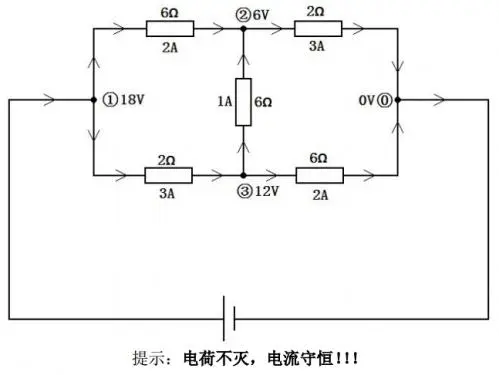 6Ω ②6V 2Ω
2A 3A
①18V 1A 6Ω 0V⓪
2Ω 6Ω
3A ③12V 2A
提示：电荷不灭，电流守恒!!!